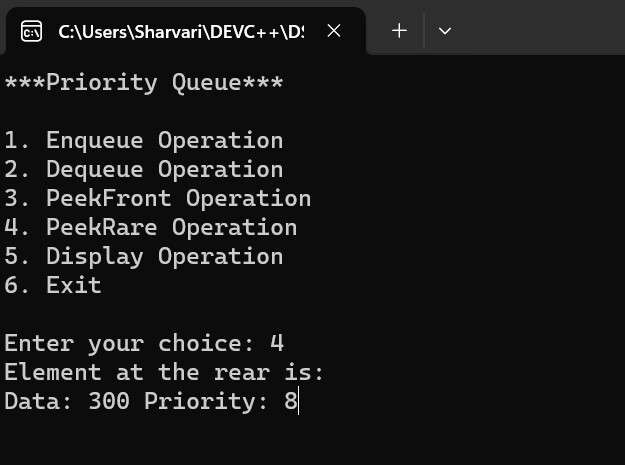 C:\Users\Sharvari\DEVC++\DS
***Priority Queue***
1. Enqueue Operation
2. Dequeue Operation
3. PeekFront Operation
4. PeekRare Operation
5. Display Operation
6. Exit
Enter your choice: 4
Element at the rear is:
Data: 300 Priority: 8